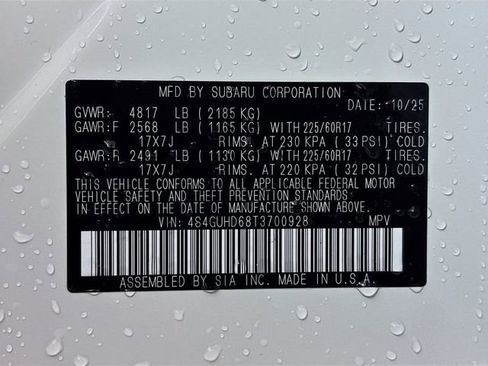 MFD BY SUBARU CORPORATION
DATE: 10/25
GVWR: 4817 LB (2185 KG)
GAWR:F 2568 LB (1165 KG) WITH 225/60R17 TIRES.
17X7J RIMS. AT 230 KPA (33 PSI) COLD
GAWR:R 2491 LB (1130 KG) WITH 225/60R17 TIRES.
17X7J RIMS. AT 220 KPA (32 PSI) COLD
THIS VEHICLE CONFORMS TO ALL APPLICABLE FEDERAL MOTOR
VEHICLE SAFETY AND THEFT PREVENTION STANDARDS
IN EFFECT ON THE DATE OF MANUFACTURE SHOWN ABOVE.
VIN: 4S4GUHD68T3700928 MPV
ASSEMBLED BY SIA INC. MADE IN U.S.A.